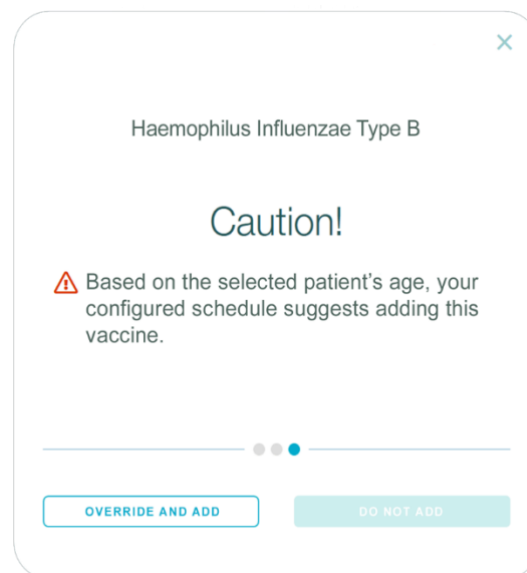 Haemophilus Influenzae Type B
Caution!
Based on the selected patient's age, your
configured schedule suggests adding this
vaccine.
OVERRIDE AND ADD
DO NOT ADD